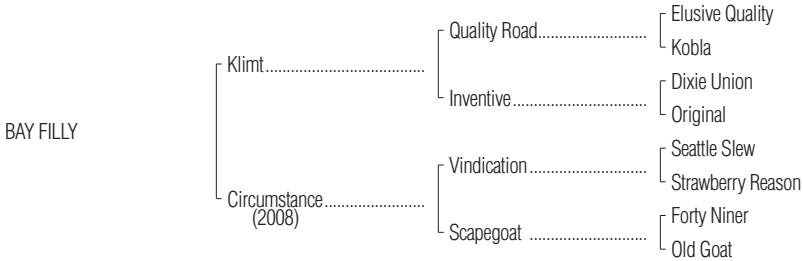 Elusive Quality
Quality Road
Kobla
Klimt
Dixie Union
Inventive
Original
BAY FILLY
Seattle Slew
Vindication
Strawberry Reason
Circumstance
(2008)
Forty Niner
Scapegoat
Old Goat